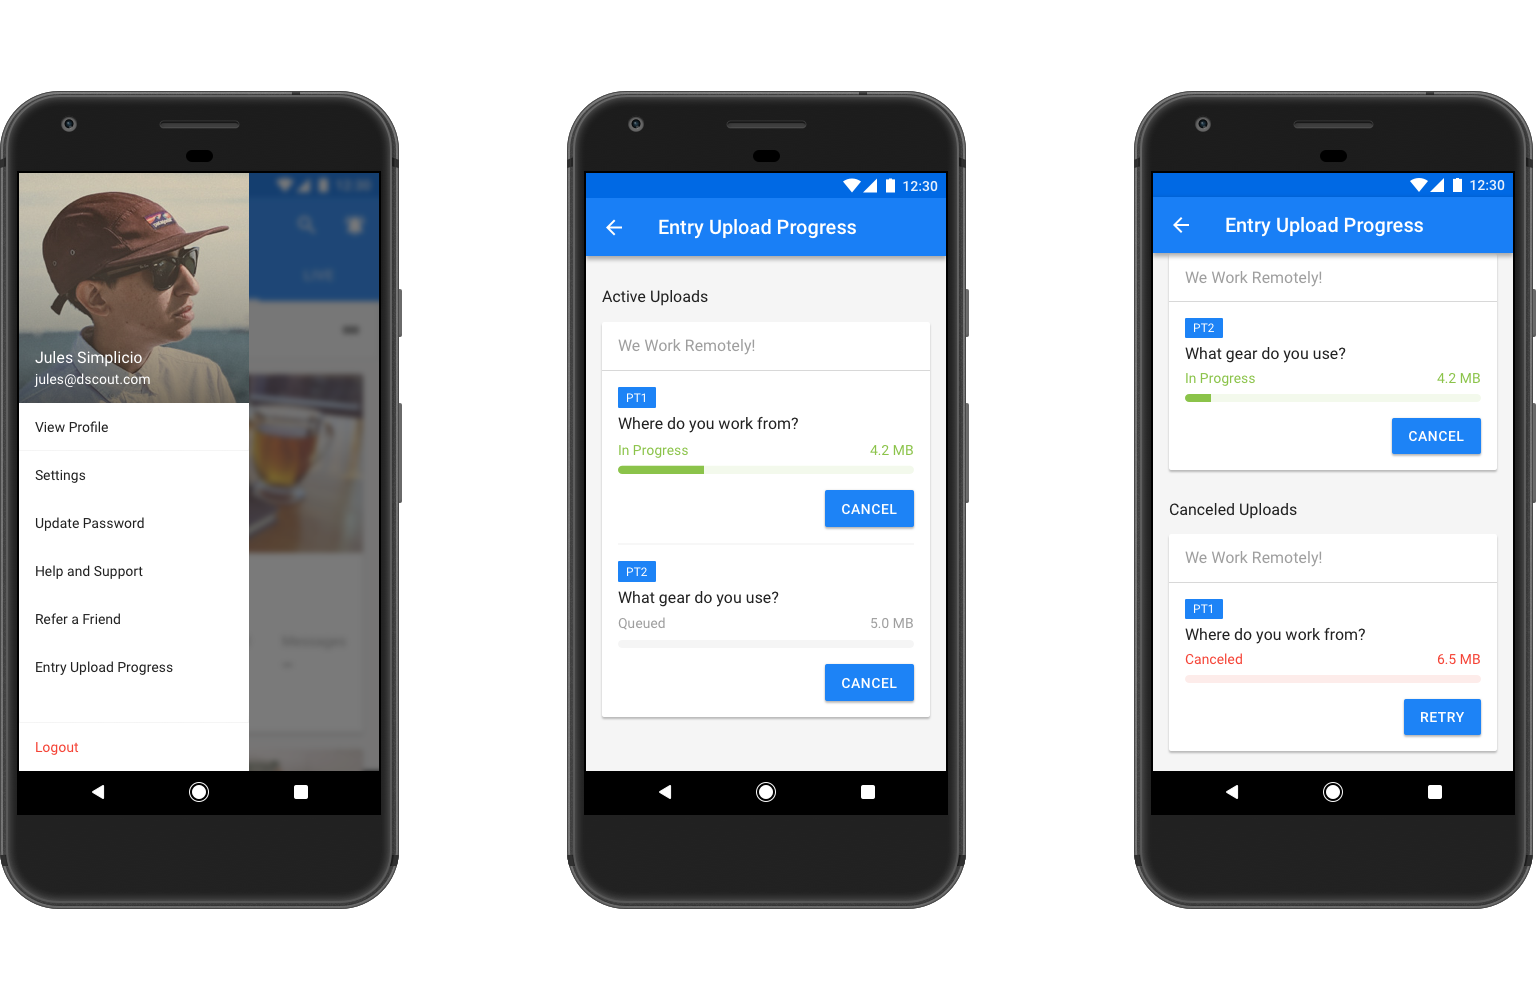 Jules Simplicio
jules@dscout.com
View Profile
Settings
Update Password
Help and Support
Refer a Friend
Entry Upload Progress
Logout
12:30
Entry Upload Progress
Active Uploads
We Work Remotely!
PT1
Where do you work from?
In Progress 4.2 MB
CANCEL
PT2
What gear do you use?
Queued 5.0 MB
CANCEL
12:30
Entry Upload Progress
We Work Remotely!
PT2
What gear do you use?
In Progress 4.2 MB
CANCEL
Canceled Uploads
We Work Remotely!
PT1
Where do you work from?
Canceled 6.5 MB
RETRY